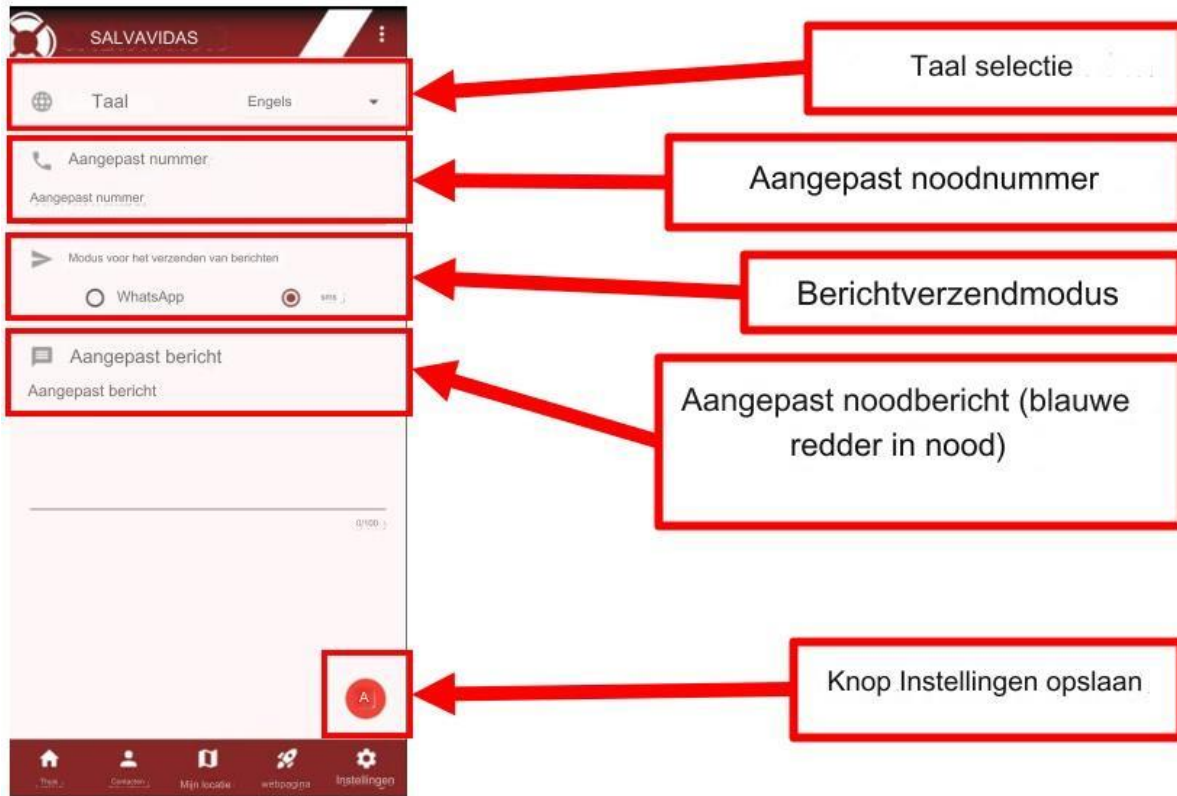 SALVAVIDAS
Taal
Engels
Aangepast nummer
Aangepast nummer
Modus voor het verzenden van berichten
WhatsApp
sms
Aangepast bericht
Aangepast bericht
0/100
A
Thuis
Contacten
Mijn locatie
webpagina
Instellingen
Taal selectie
Aangepast noodnummer
Berichtverzendmodus
Aangepast noodbericht (blauwe
redder in nood)
Knop Instellingen opslaan